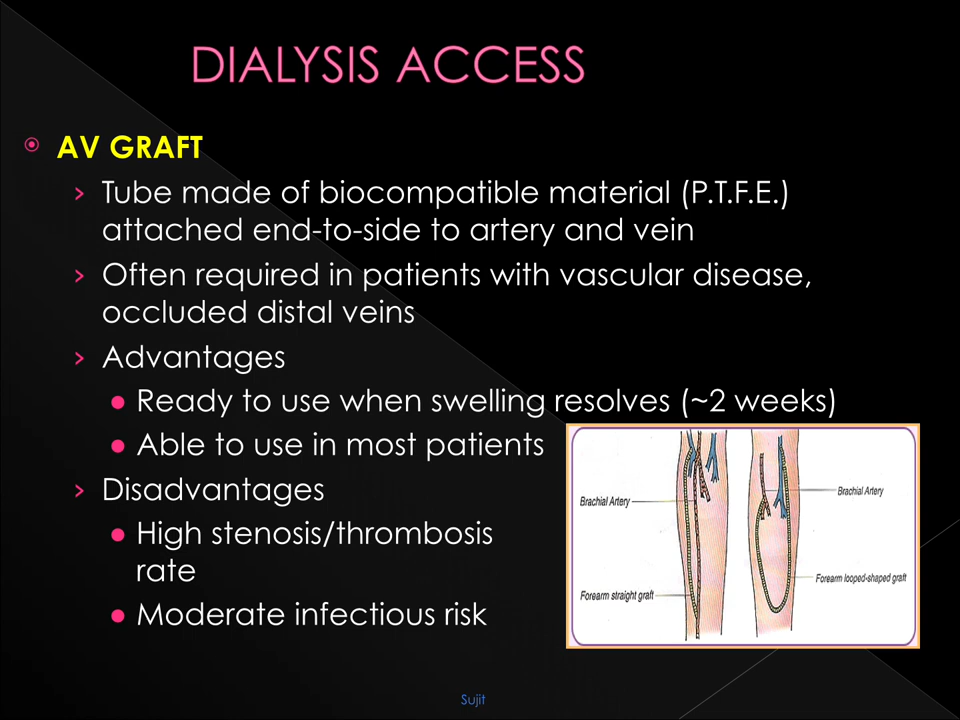 DIALYSIS ACCESS
AV GRAFT
Tube made of biocompatible material (P.T.F.E.)
attached end-to-side to artery and vein
Often required in patients with vascular disease,
occluded distal veins
Advantages
Ready to use when swelling resolves (~2 weeks)
Able to use in most patients
Disadvantages
High stenosis/thrombosis
rate
Moderate infectious risk
Brachial Artery
Brachial Artery
Forearm looped-shaped graft
Forearm straight graft
Sujit